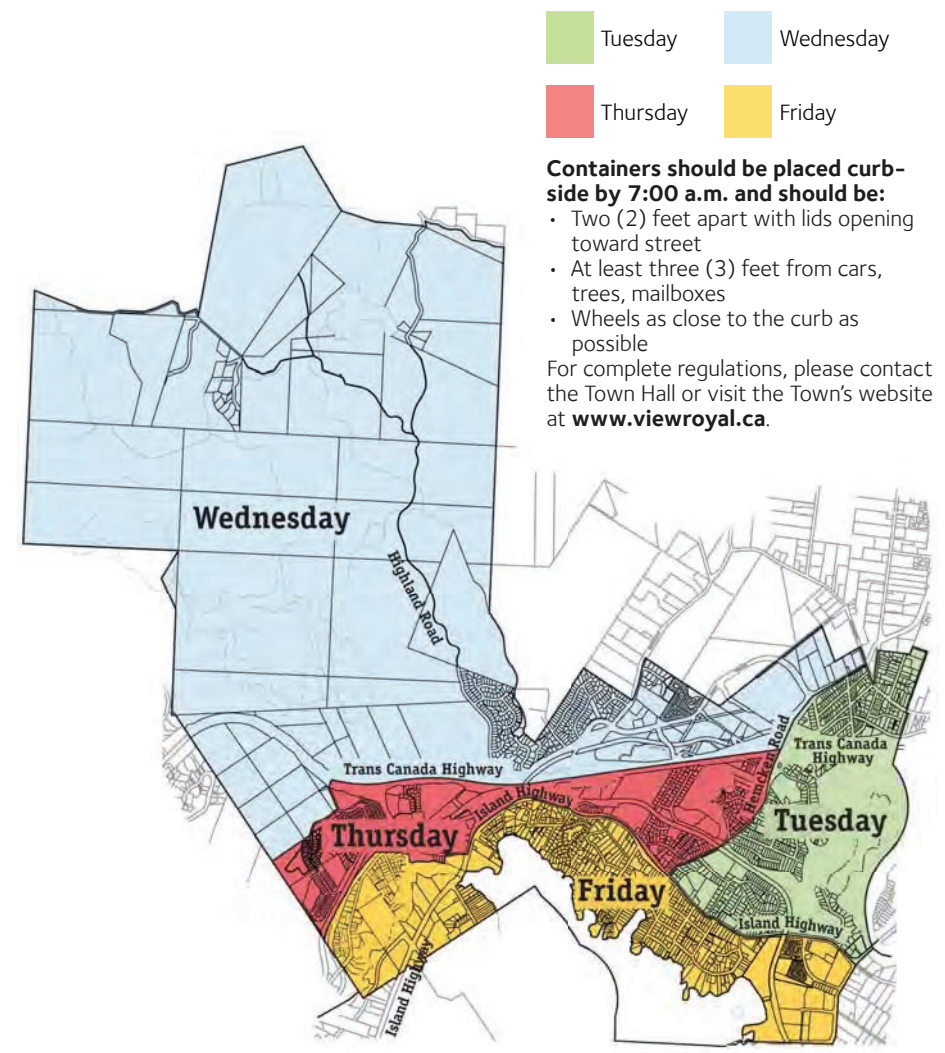 Tuesday
Wednesday
Thursday
Friday
Containers should be placed curb-
side by 7:00 a.m. and should be:
• Two (2) feet apart with lids opening
toward street
• At least three (3) feet from cars,
trees, mailboxes
• Wheels as close to the curb as
possible
For complete regulations, please contact
the Town Hall or visit the Town's website
at www.viewroyal.ca.
Wednesday
Highland Road
Trans Canada Highway
Helmcken Road
Trans Canada
Highway
Island Highway
Thursday
Tuesday
Friday
Island Highway
Island Highway